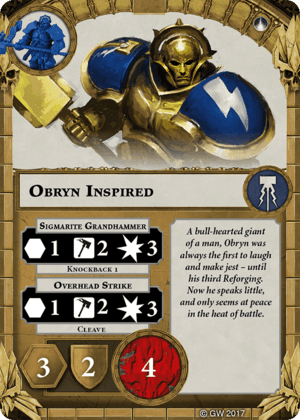 Obryn Inspired
Sigmarite Grandhammer
1 2 3
Knockback 1
Overhead Strike
1 2 3
Cleave
A bull-hearted giant
of a man, Obryn was
always the first to laugh
and make jest – until
his third Reforging.
Now he speaks little,
and only seems at peace
in the heat of battle.
3 2 4
© GW 2017